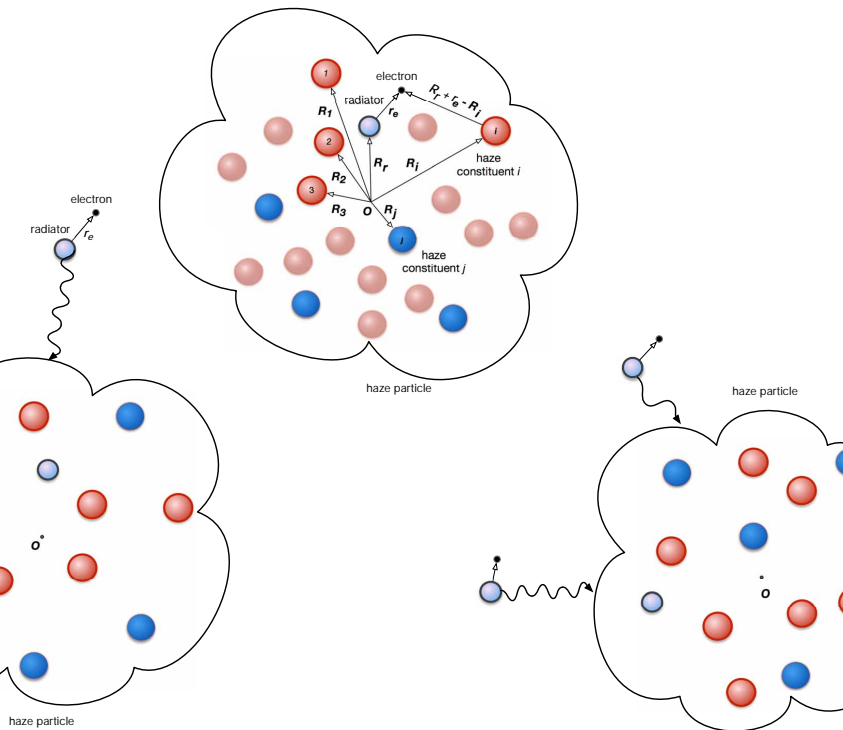 1
electron
radiator
r_e
R_r + r_e - R_i
i
R_1
2
haze
constituent i
R_r
R_i
R_2
3
R_3
O
R_j
j
haze
constituent j
electron
radiator
r_e
haze particle
haze particle
O
O
haze particle